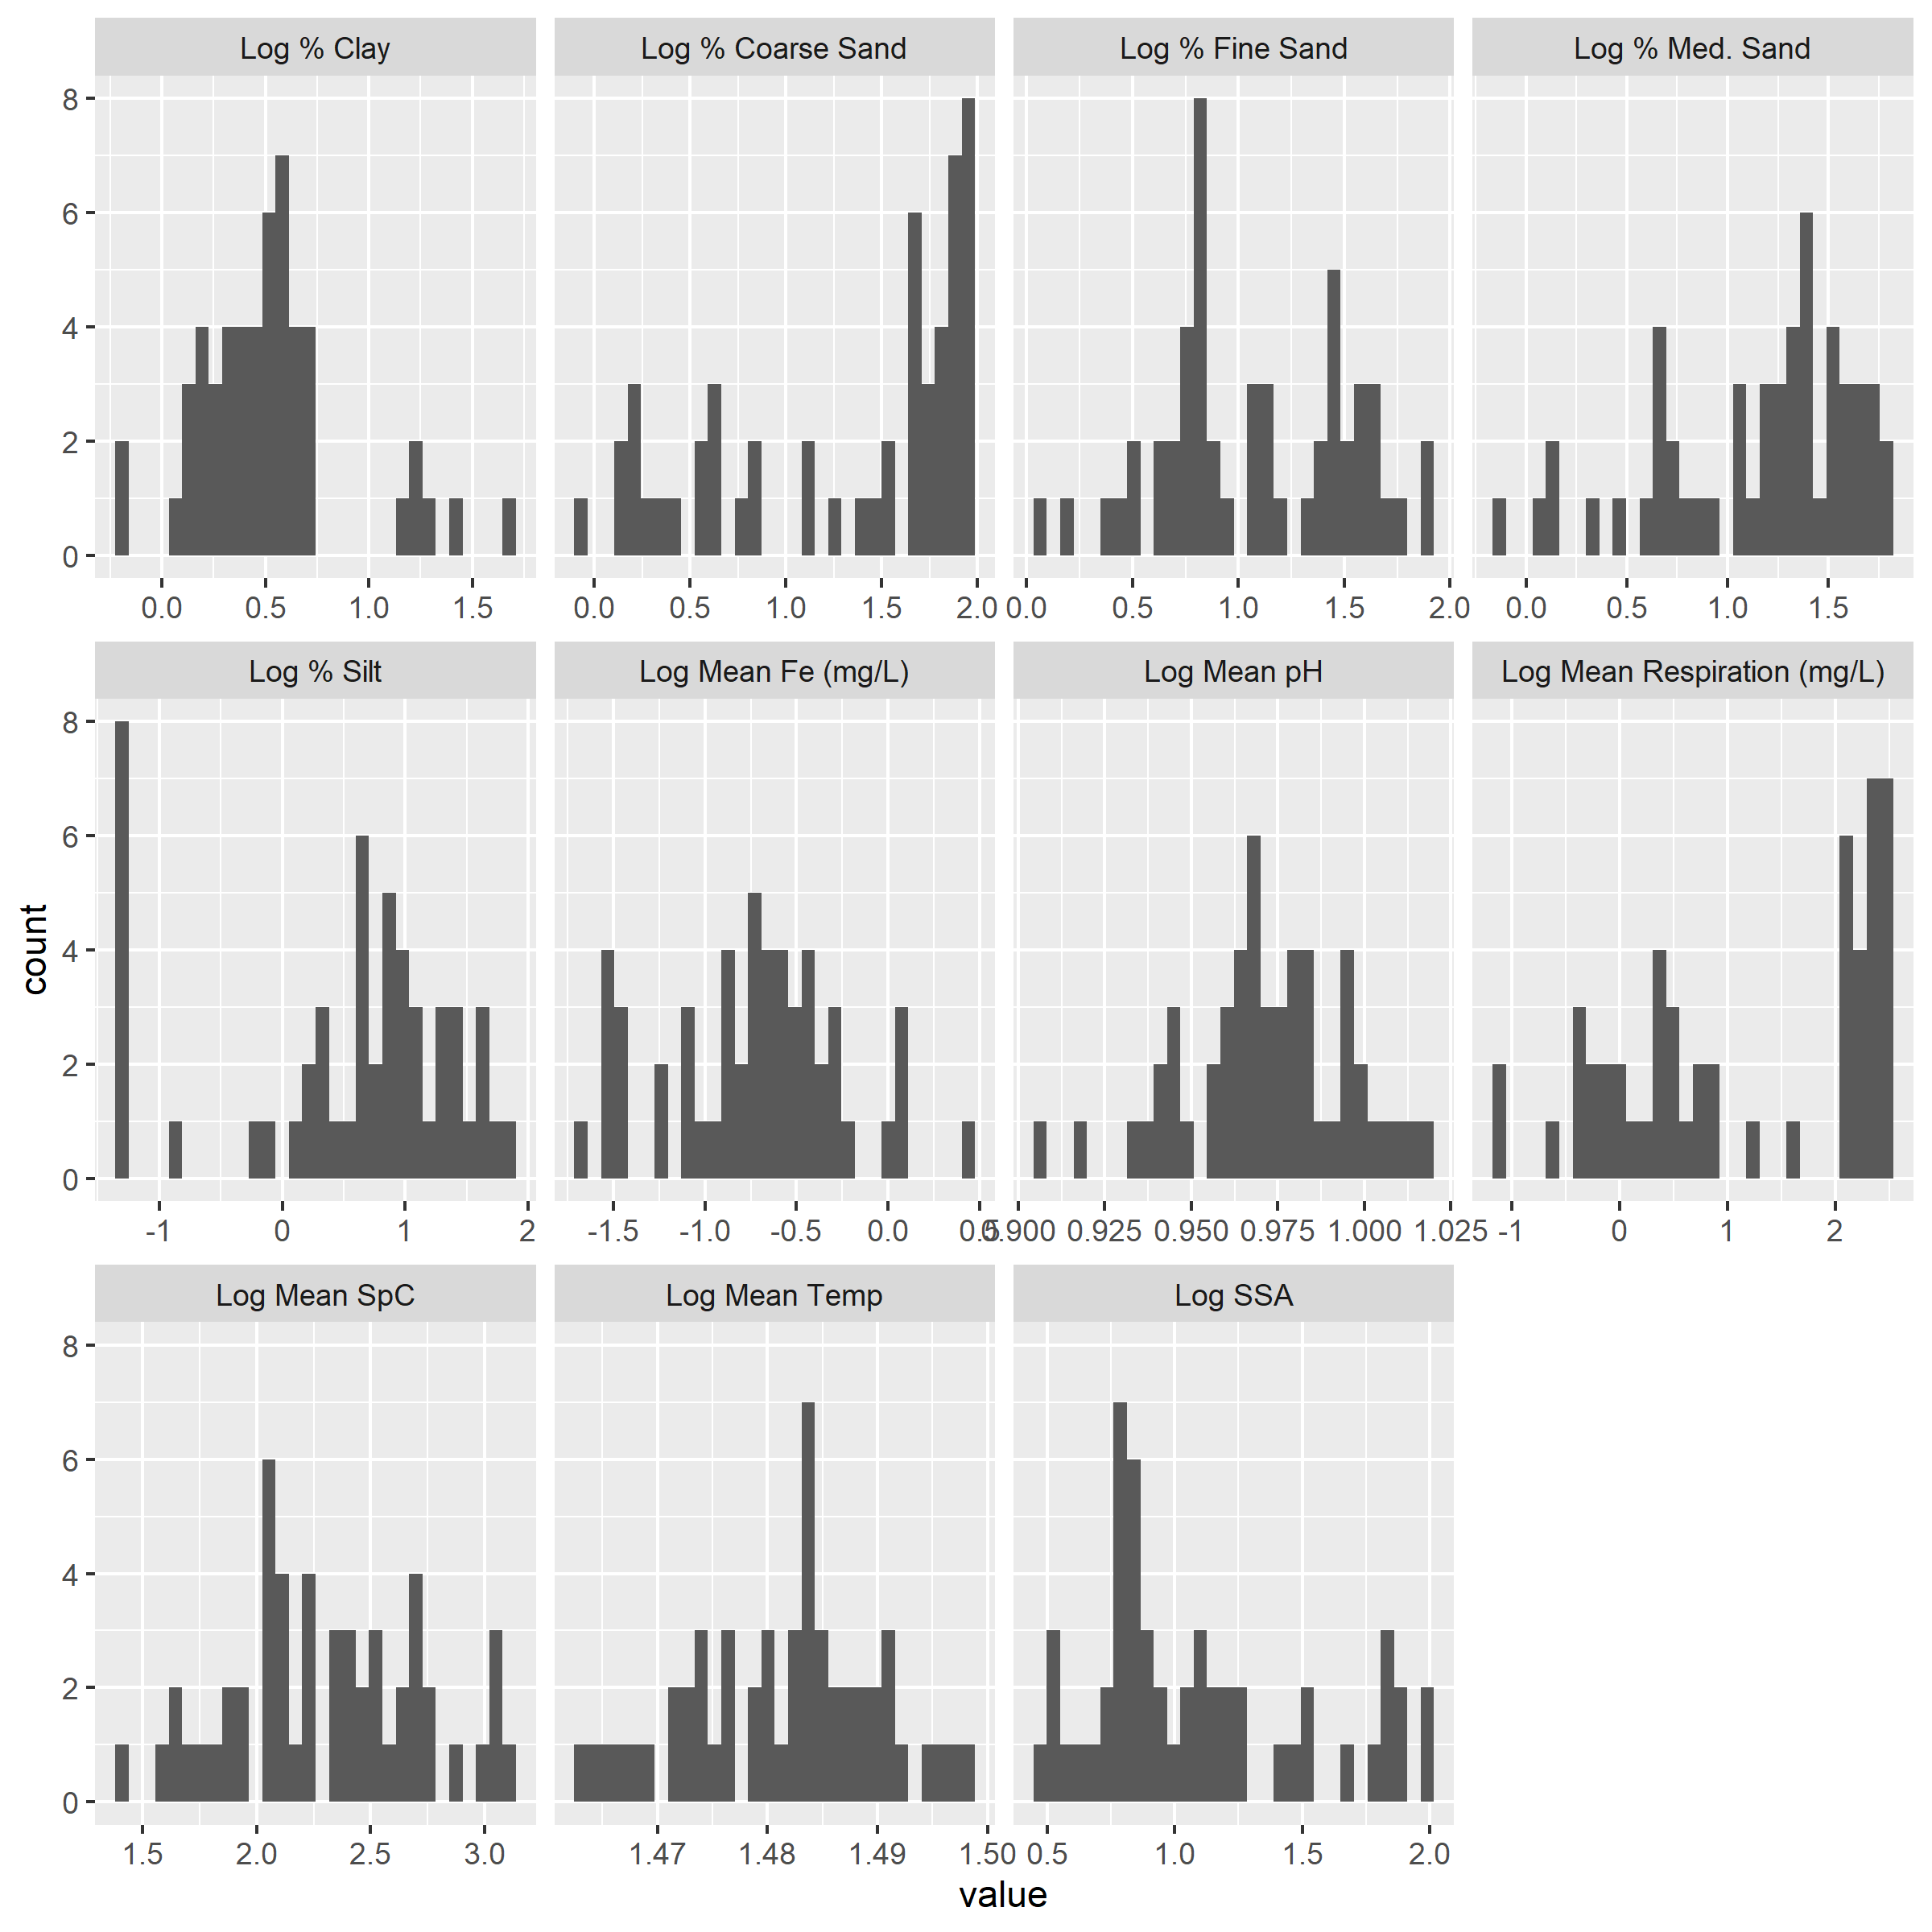 Log % Clay Log % Coarse Sand Log % Fine Sand Log % Med. Sand
8
6
4
2
0
0.0 0.5 1.0 1.5 0.0 0.5 1.0 1.5 2.0 0.0 0.5 1.0 1.5 2.0 0.0 0.5 1.0 1.5
Log % Silt Log Mean Fe (mg/L) Log Mean pH Log Mean Respiration (mg/L)
8
6
count
4
2
0
-1 0 1 2 -1.5 -1.0 -0.5 0.0 0.5 0.900 0.925 0.950 0.975 1.000 1.025 -1 0 1 2
Log Mean SpC Log Mean Temp Log SSA
8
6
4
2
0
1.5 2.0 2.5 3.0 1.47 1.48 1.49 1.50 0.5 1.0 1.5 2.0
value